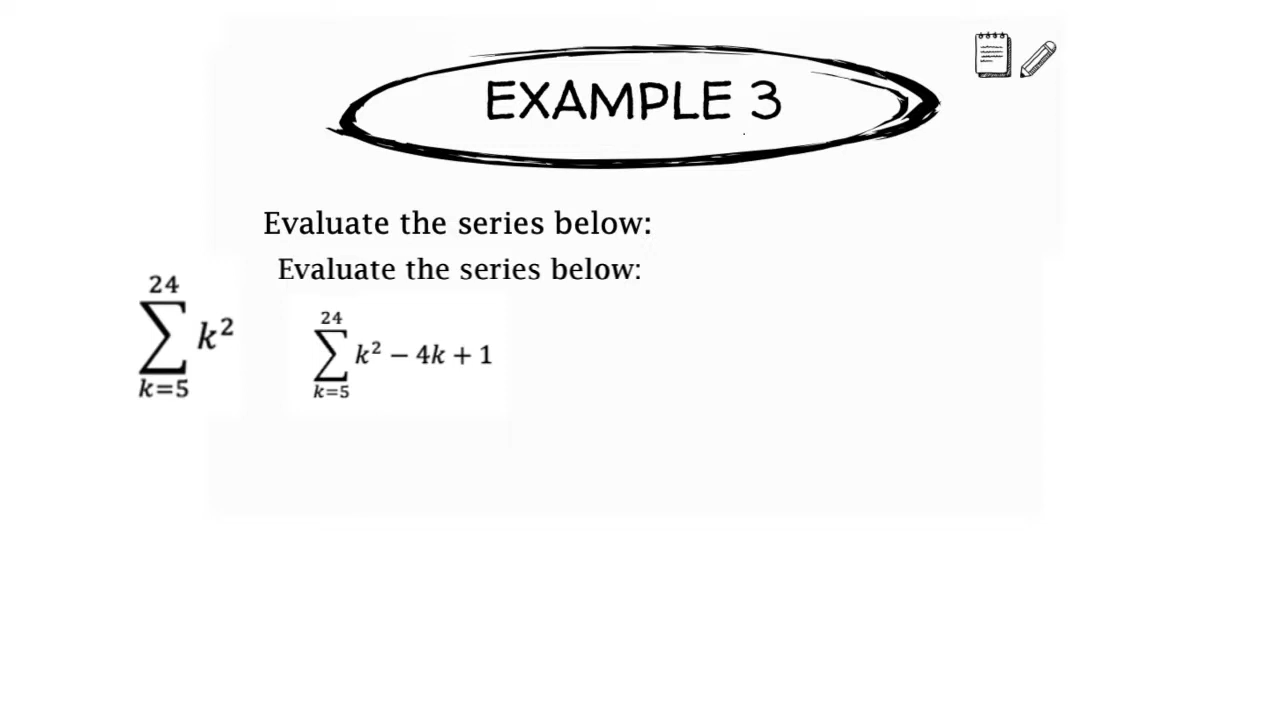 EXAMPLE 3
Evaluate the series below:
Evaluate the series below:
24
∑ k²
k=5
24
∑ k² − 4k + 1
k=5